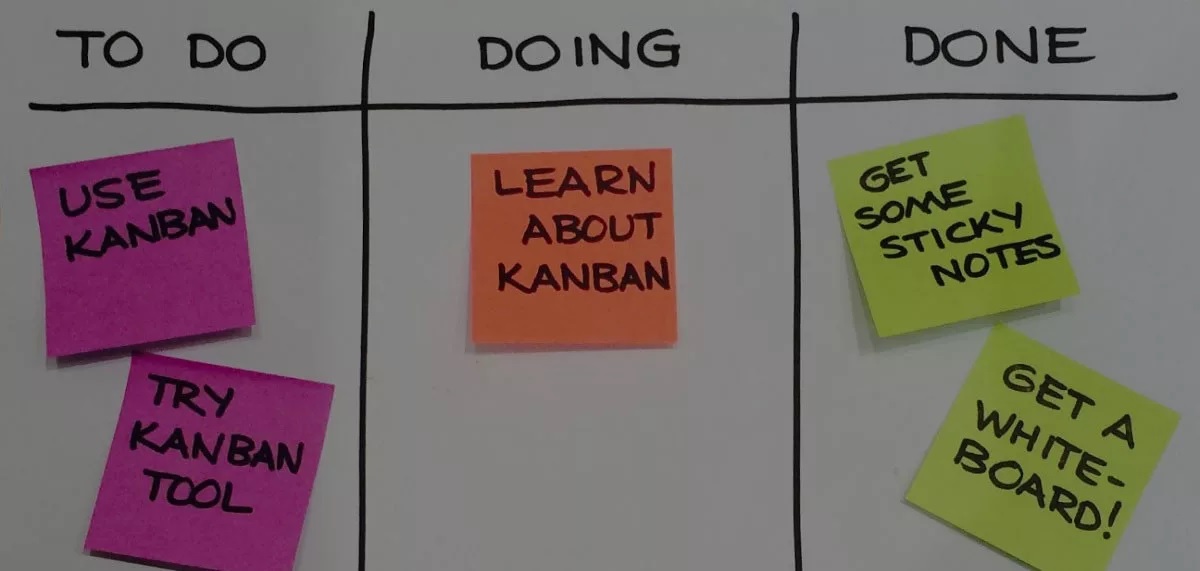 TO DO
DOING
DONE
USE
KANBAN
TRY
KANBAN
TOOL
LEARN
ABOUT
KANBAN
GET
SOME
STICKY
NOTES
GET A
WHITE-
BOARD!